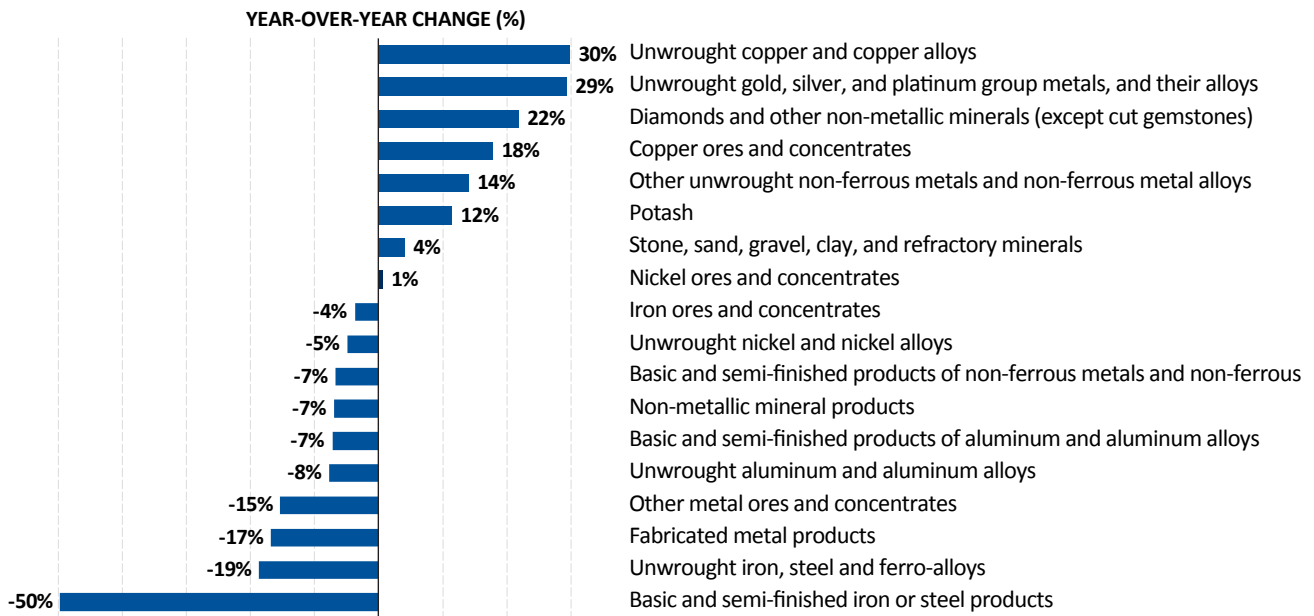 YEAR-OVER-YEAR CHANGE (%)
30% Unwrought copper and copper alloys
29% Unwrought gold, silver, and platinum group metals, and their alloys
22% Diamonds and other non-metallic minerals (except cut gemstones)
18% Copper ores and concentrates
14% Other unwrought non-ferrous metals and non-ferrous metal alloys
12% Potash
4% Stone, sand, gravel, clay, and refractory minerals
1% Nickel ores and concentrates
-4% Iron ores and concentrates
-5% Unwrought nickel and nickel alloys
-7% Basic and semi-finished products of non-ferrous metals and non-ferrous
-7% Non-metallic mineral products
-7% Basic and semi-finished products of aluminum and aluminum alloys
-8% Unwrought aluminum and aluminum alloys
-15% Other metal ores and concentrates
-17% Fabricated metal products
-19% Unwrought iron, steel and ferro-alloys
-50% Basic and semi-finished iron or steel products